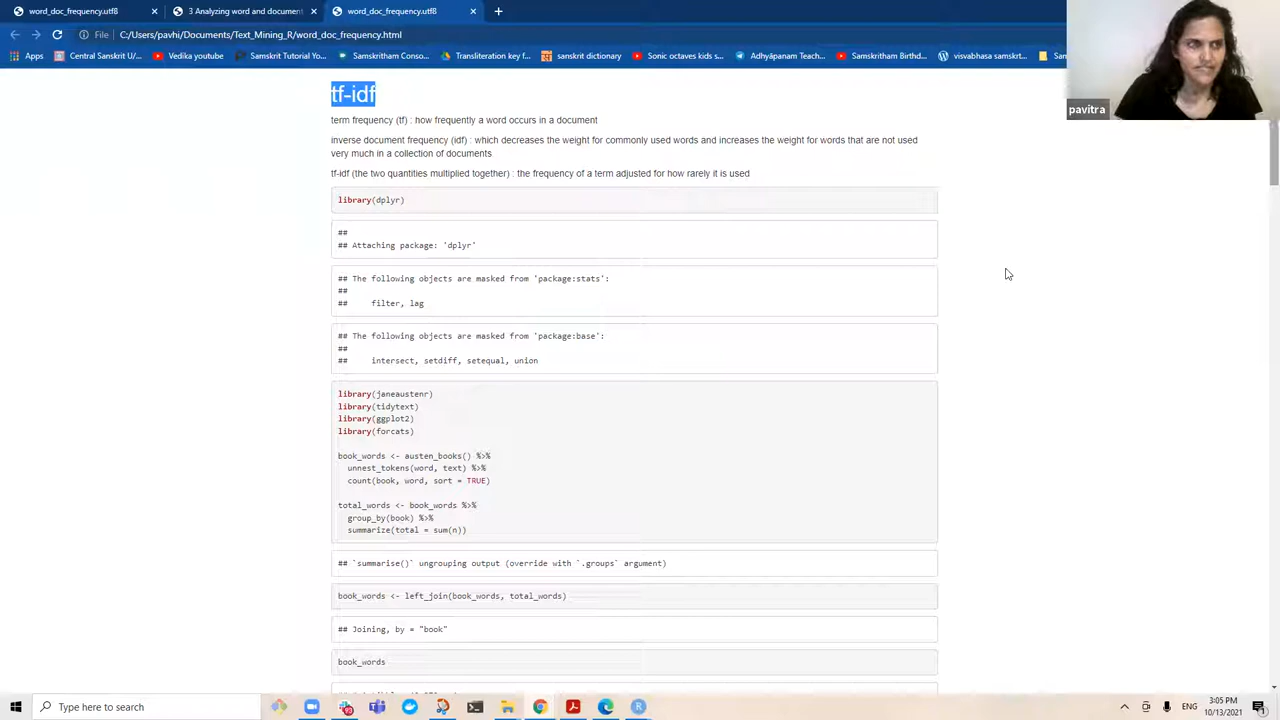 word_doc_frequency.utf8
3 Analyzing word and document
word_doc_frequency.utf8
File
C:/Users/pavhi/Documents/Text_Mining_R/word_doc_frequency.html
Apps
Central Sanskrit U/...
Vedika youtube
Samskrit Tutorial Yo...
Samskritham Conso...
Transliteration key f...
sanskrit dictionary
Sonic octaves kids s...
Adhyāpanam Teach...
Samskritham Birthd...
visvabhasa samskrt...
pavitra
tf-idf
term frequency (tf) : how frequently a word occurs in a document
inverse document frequency (idf) : which decreases the weight for commonly used words and increases the weight for words that are not used
very much in a collection of documents
tf-idf (the two quantities multiplied together) : the frequency of a term adjusted for how rarely it is used
library(dplyr)
##
## Attaching package: 'dplyr'
## The following objects are masked from 'package:stats':
##
##     filter, lag
## The following objects are masked from 'package:base':
##
##     intersect, setdiff, setequal, union
library(janeaustenr)
library(tidytext)
library(ggplot2)
library(forcats)
book_words <- austen_books() %>%
  unnest_tokens(word, text) %>%
  count(book, word, sort = TRUE)
total_words <- book_words %>%
  group_by(book) %>%
  summarize(total = sum(n))
## `summarise()` ungrouping output (override with `.groups` argument)
book_words <- left_join(book_words, total_words)
## Joining, by = "book"
book_words
Type here to search
ENG
3:05 PM
10/13/2021